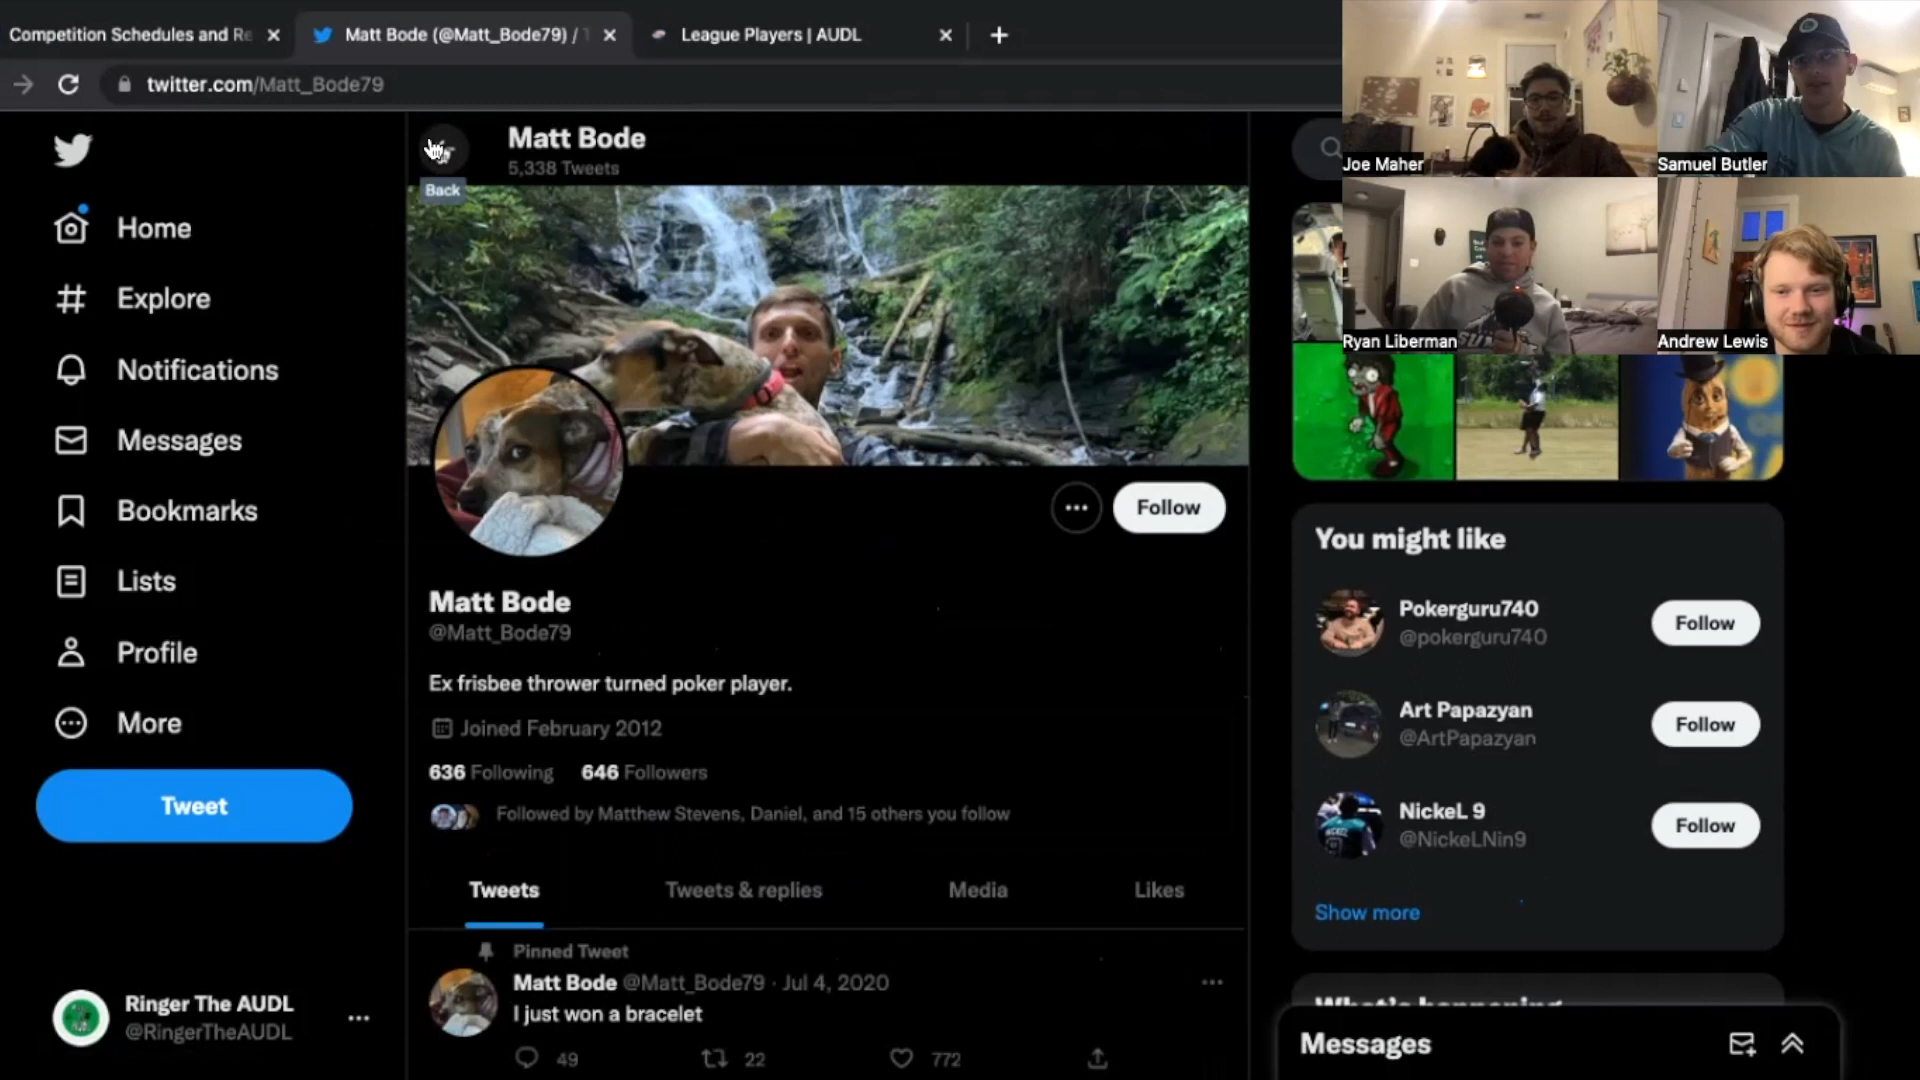 Competition Schedules and Re
Matt Bode (@Matt_Bode79) / T
League Players | AUDL
twitter.com/Matt_Bode79
Joe Maher
Samuel Butler
Ryan Liberman
Andrew Lewis
Matt Bode
5,338 Tweets
Back
Home
Explore
Notifications
Messages
Bookmarks
Lists
Profile
More
Tweet
Ringer The AUDL
@RingerTheAUDL
Follow
Matt Bode
@Matt_Bode79
Ex frisbee thrower turned poker player.
Joined February 2012
636 Following 646 Followers
Followed by Matthew Stevens, Daniel, and 15 others you follow
Tweets Tweets & replies Media Likes
Pinned Tweet
Matt Bode @Matt_Bode79 · Jul 4, 2020
I just won a bracelet
49 22 772
You might like
Pokerguru740
@pokerguru740
Follow
Art Papazyan
@ArtPapazyan
Follow
NickeL 9
@NickeLNin9
Follow
Show more
What's happening
Messages